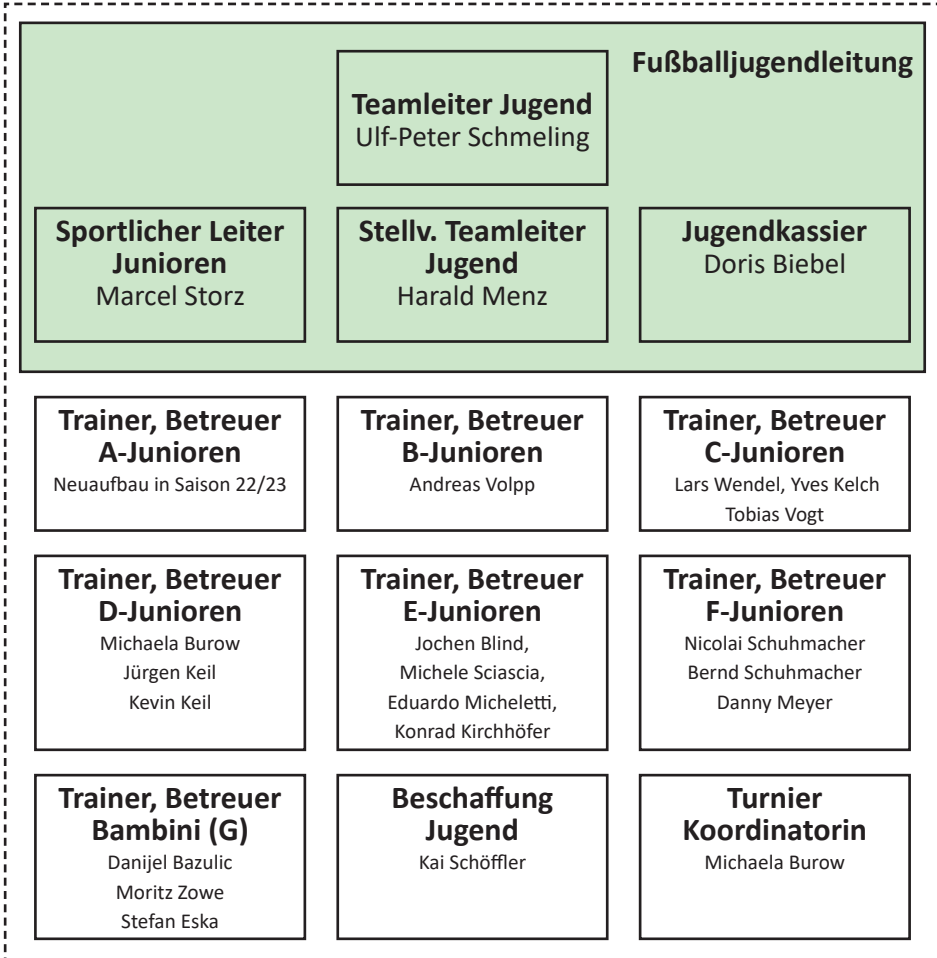 Fußballjugendleitung
Teamleiter Jugend
Ulf-Peter Schmeling
Sportlicher Leiter
Junioren
Marcel Storz
Stellv. Teamleiter
Jugend
Harald Menz
Jugendkassier
Doris Biebel
Trainer, Betreuer
A-Junioren
Neuaufbau in Saison 22/23
Trainer, Betreuer
B-Junioren
Andreas Volpp
Trainer, Betreuer
C-Junioren
Lars Wendel, Yves Kelch
Tobias Vogt
Trainer, Betreuer
D-Junioren
Michaela Burow
Jürgen Keil
Kevin Keil
Trainer, Betreuer
E-Junioren
Jochen Blind,
Michele Sciascia,
Eduardo Micheletti,
Konrad Kirchhöfer
Trainer, Betreuer
F-Junioren
Nicolai Schuhmacher
Bernd Schuhmacher
Danny Meyer
Trainer, Betreuer
Bambini (G)
Danijel Bazulic
Moritz Zowe
Stefan Eska
Beschaffung
Jugend
Kai Schöffler
Turnier
Koordinatorin
Michaela Burow